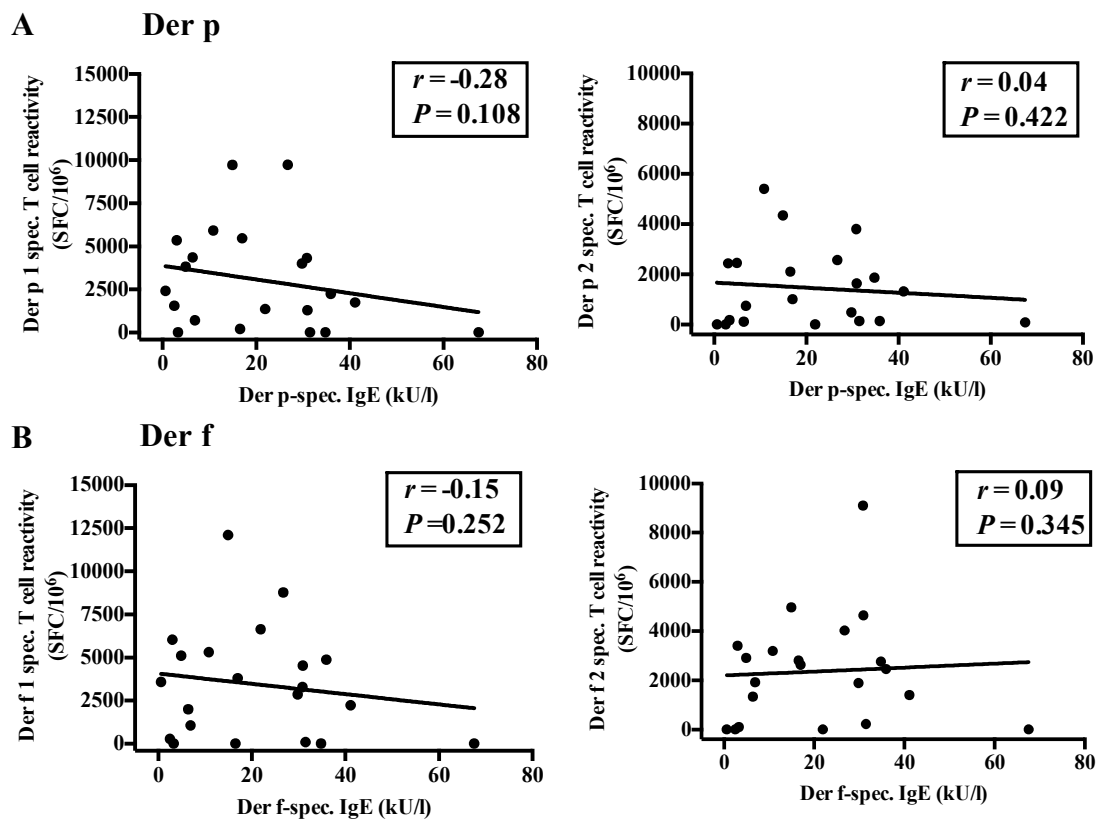 A Der p
Der p 1 spec. T cell reactivity
(SFC/10⁶)
15000
12500
10000
7500
5000
2500
0
0 20 40 60 80
Der p-spec. IgE (kU/l)
r = -0.28
P = 0.108
Der p 2 spec. T cell reactivity
(SFC/10⁶)
10000
8000
6000
4000
2000
0
0 20 40 60 80
Der p-spec. IgE (kU/l)
r = 0.04
P = 0.422
B Der f
Der f 1 spec. T cell reactivity
(SFC/10⁶)
15000
12500
10000
7500
5000
2500
0
0 20 40 60 80
Der f-spec. IgE (kU/l)
r = -0.15
P =0.252
Der f 2 spec. T cell reactivity
(SFC/10⁶)
10000
8000
6000
4000
2000
0
0 20 40 60 80
Der f-spec. IgE (kU/l)
r = 0.09
P = 0.345